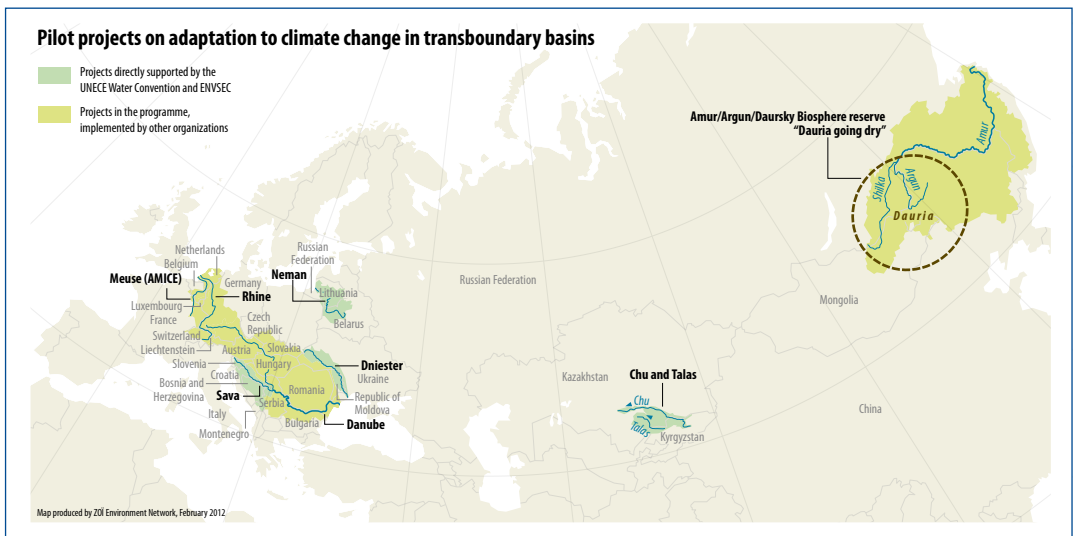 Pilot projects on adaptation to climate change in transboundary basins
Projects directly supported by the
UNECE Water Convention and ENVSEC
Projects in the programme,
implemented by other organizations
Amur/Argun/Daursky Biosphere reserve
“Dauria going dry”
Amur
Argun
Shilka
Dauria
Netherlands
Belgium
Meuse (AMICE)
Germany
Rhine
Luxembourg
France
Switzerland
Liechtenstein
Czech
Republic
Austria
Slovakia
Slovenia
Hungary
Croatia
Bosnia and
Herzegovina
Sava
Serbia
Romania
Italy
Montenegro
Bulgaria
Danube
Russian
Federation
Neman
Lithuania
Belarus
Dniester
Ukraine
Republic of
Moldova
Russian Federation
Kazakhstan
Chu and Talas
Chu
Talas
Kyrgyzstan
Mongolia
China
Map produced by ZOÏ Environment Network, February 2012